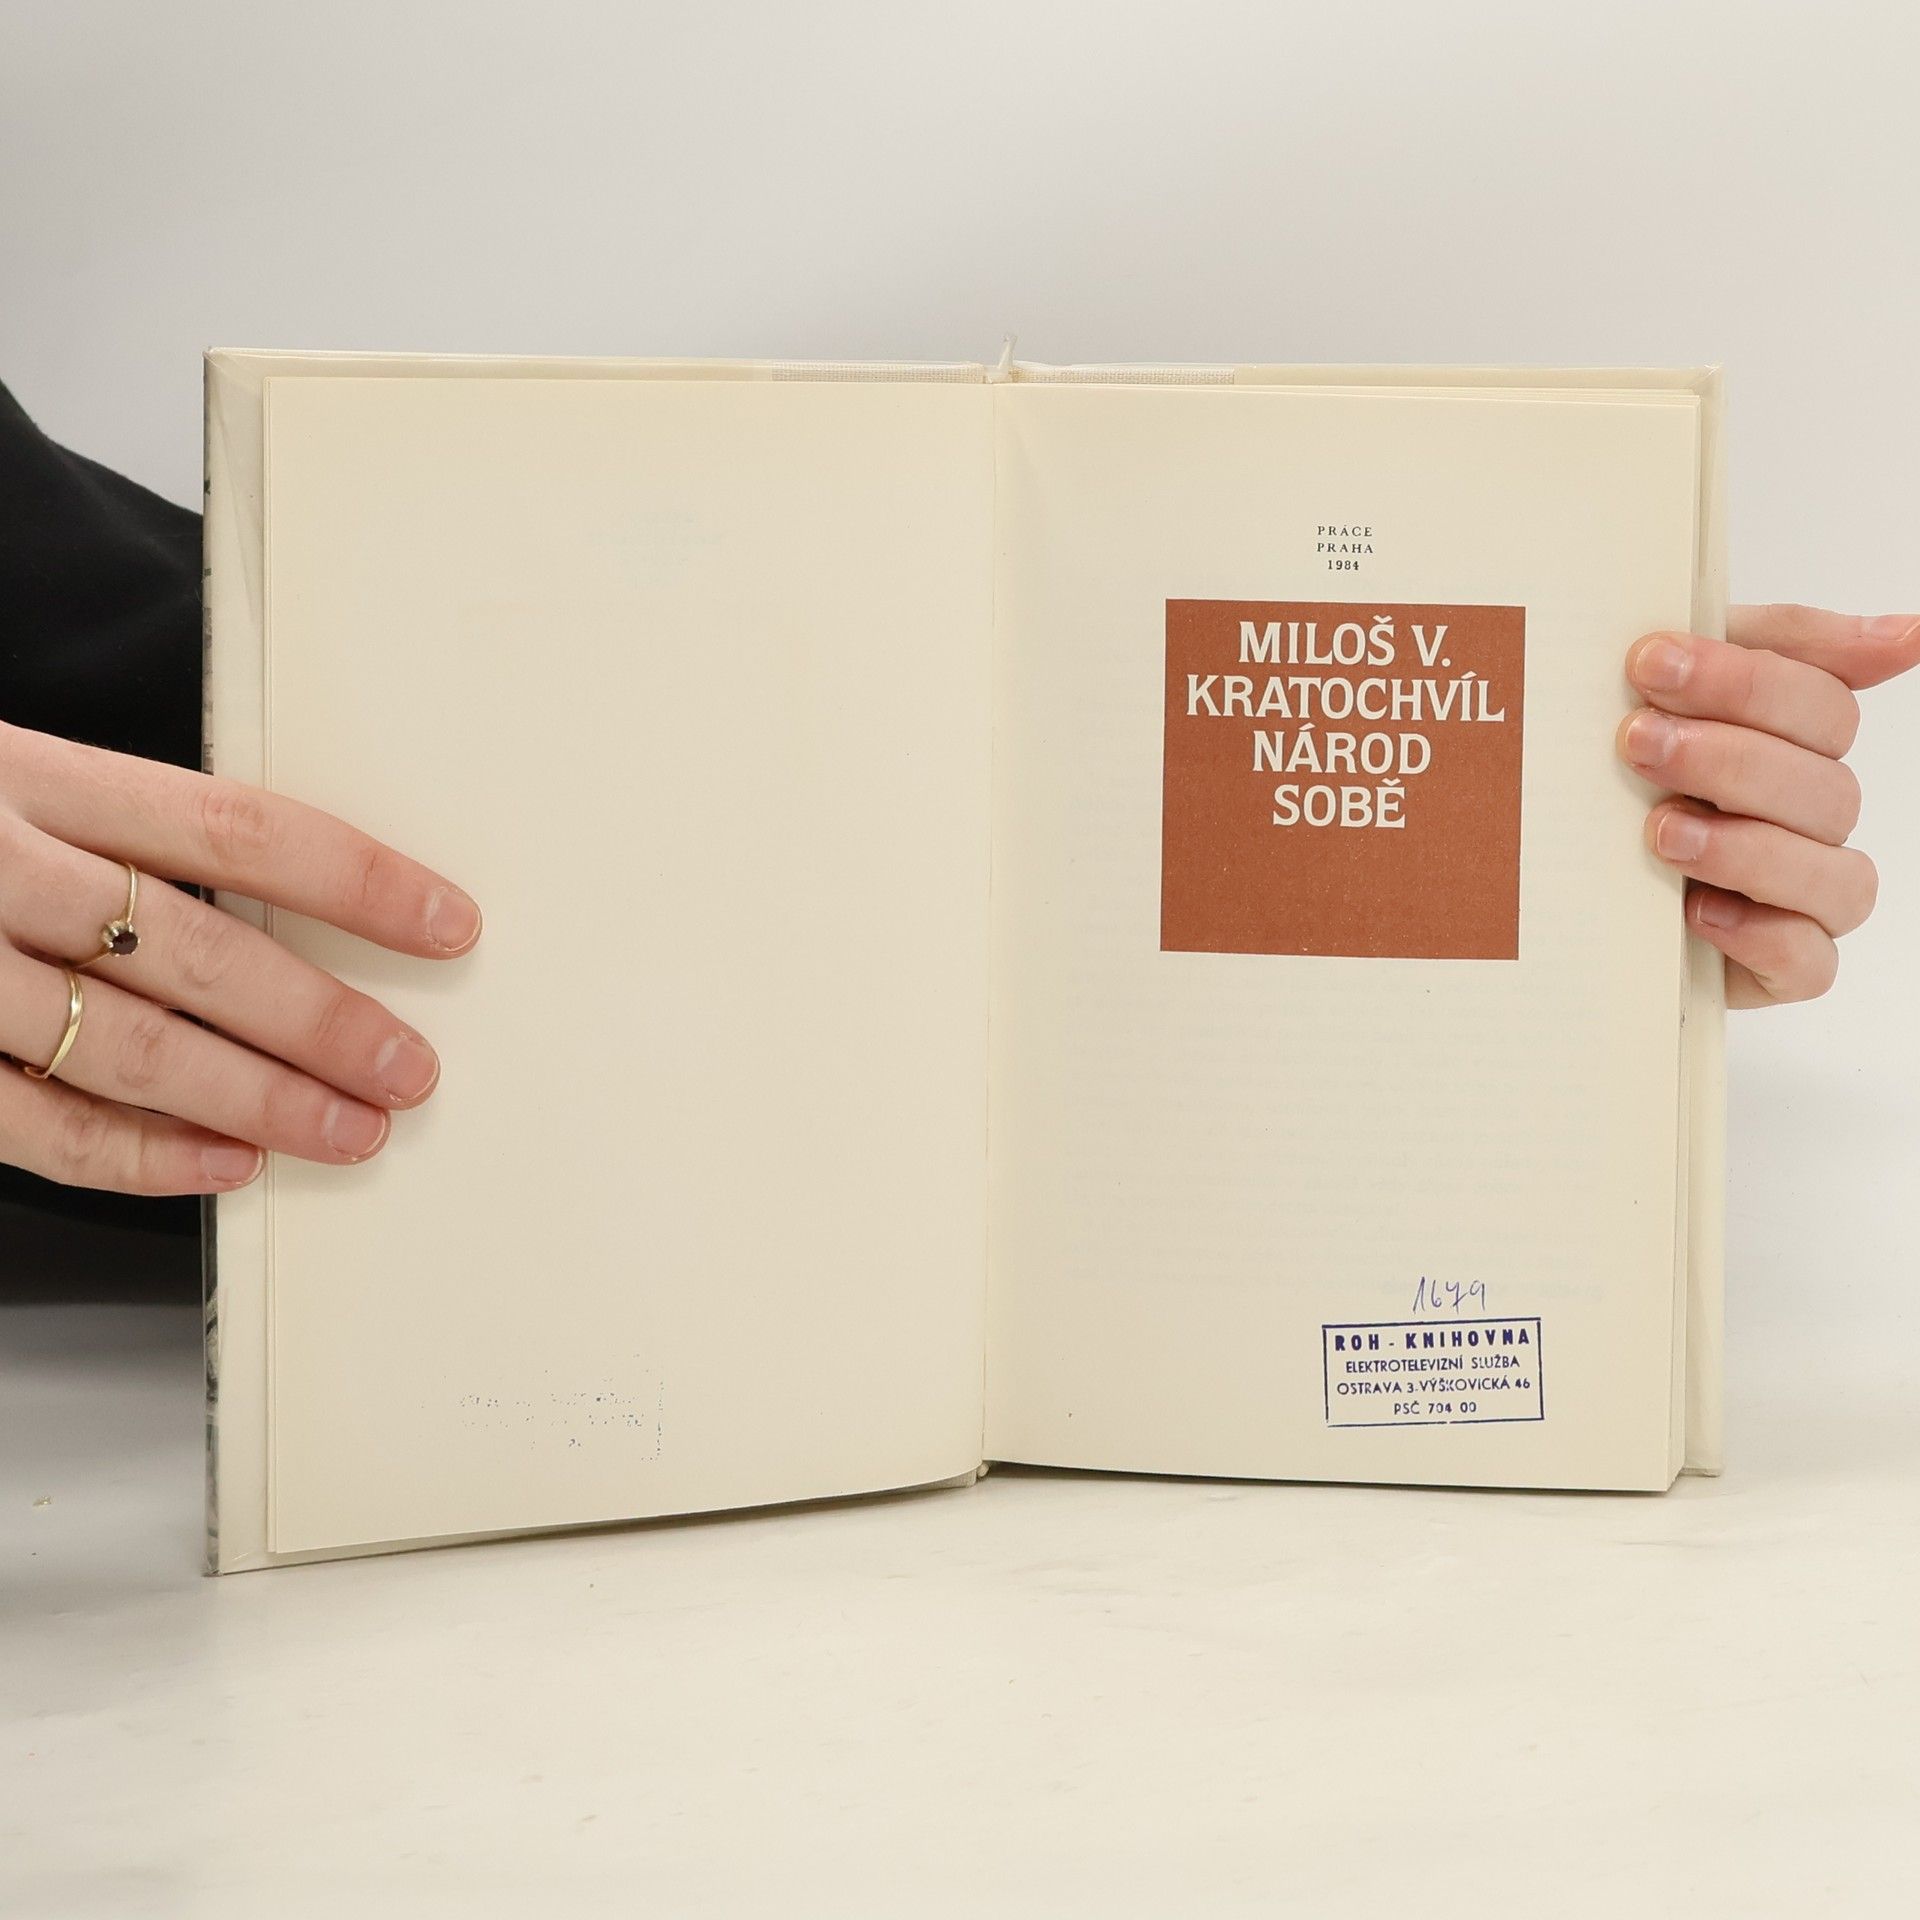 PRÁCE
PRAHA
1984
MILOŠ V.
KRATOCHVÍL
NÁROD
SOBĚ
1679
ROH - KNIHOVNA
ELEKTROTELEVIZNÍ SLUŽBA
OSTRAVA 3-VÝŠKOVICKÁ 46
PSČ 704 00